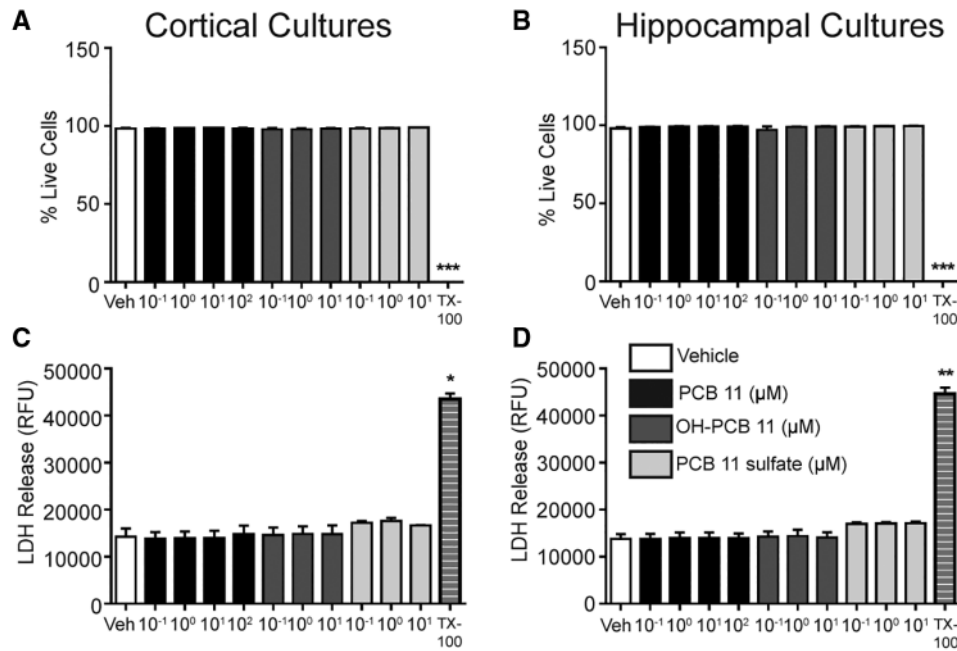 A
Cortical Cultures
% Live Cells
150
100
50
0
***
Veh 10⁻¹ 10⁰ 10¹ 10² 10⁻¹ 10⁰ 10¹ 10⁻¹ 10⁰ 10¹ TX-
100
B
Hippocampal Cultures
% Live Cells
150
100
50
0
***
Veh 10⁻¹ 10⁰ 10¹ 10² 10⁻¹ 10⁰ 10¹ 10⁻¹ 10⁰ 10¹ TX-
100
C
LDH Release (RFU)
50000
40000
30000
20000
10000
0
*
Veh 10⁻¹ 10⁰ 10¹ 10² 10⁻¹ 10⁰ 10¹ 10⁻¹ 10⁰ 10¹ TX-
100
D
LDH Release (RFU)
50000
40000
30000
20000
10000
0
Vehicle
PCB 11 (µM)
OH-PCB 11 (µM)
PCB 11 sulfate (µM)
**
Veh 10⁻¹ 10⁰ 10¹ 10² 10⁻¹ 10⁰ 10¹ 10⁻¹ 10⁰ 10¹ TX-
100